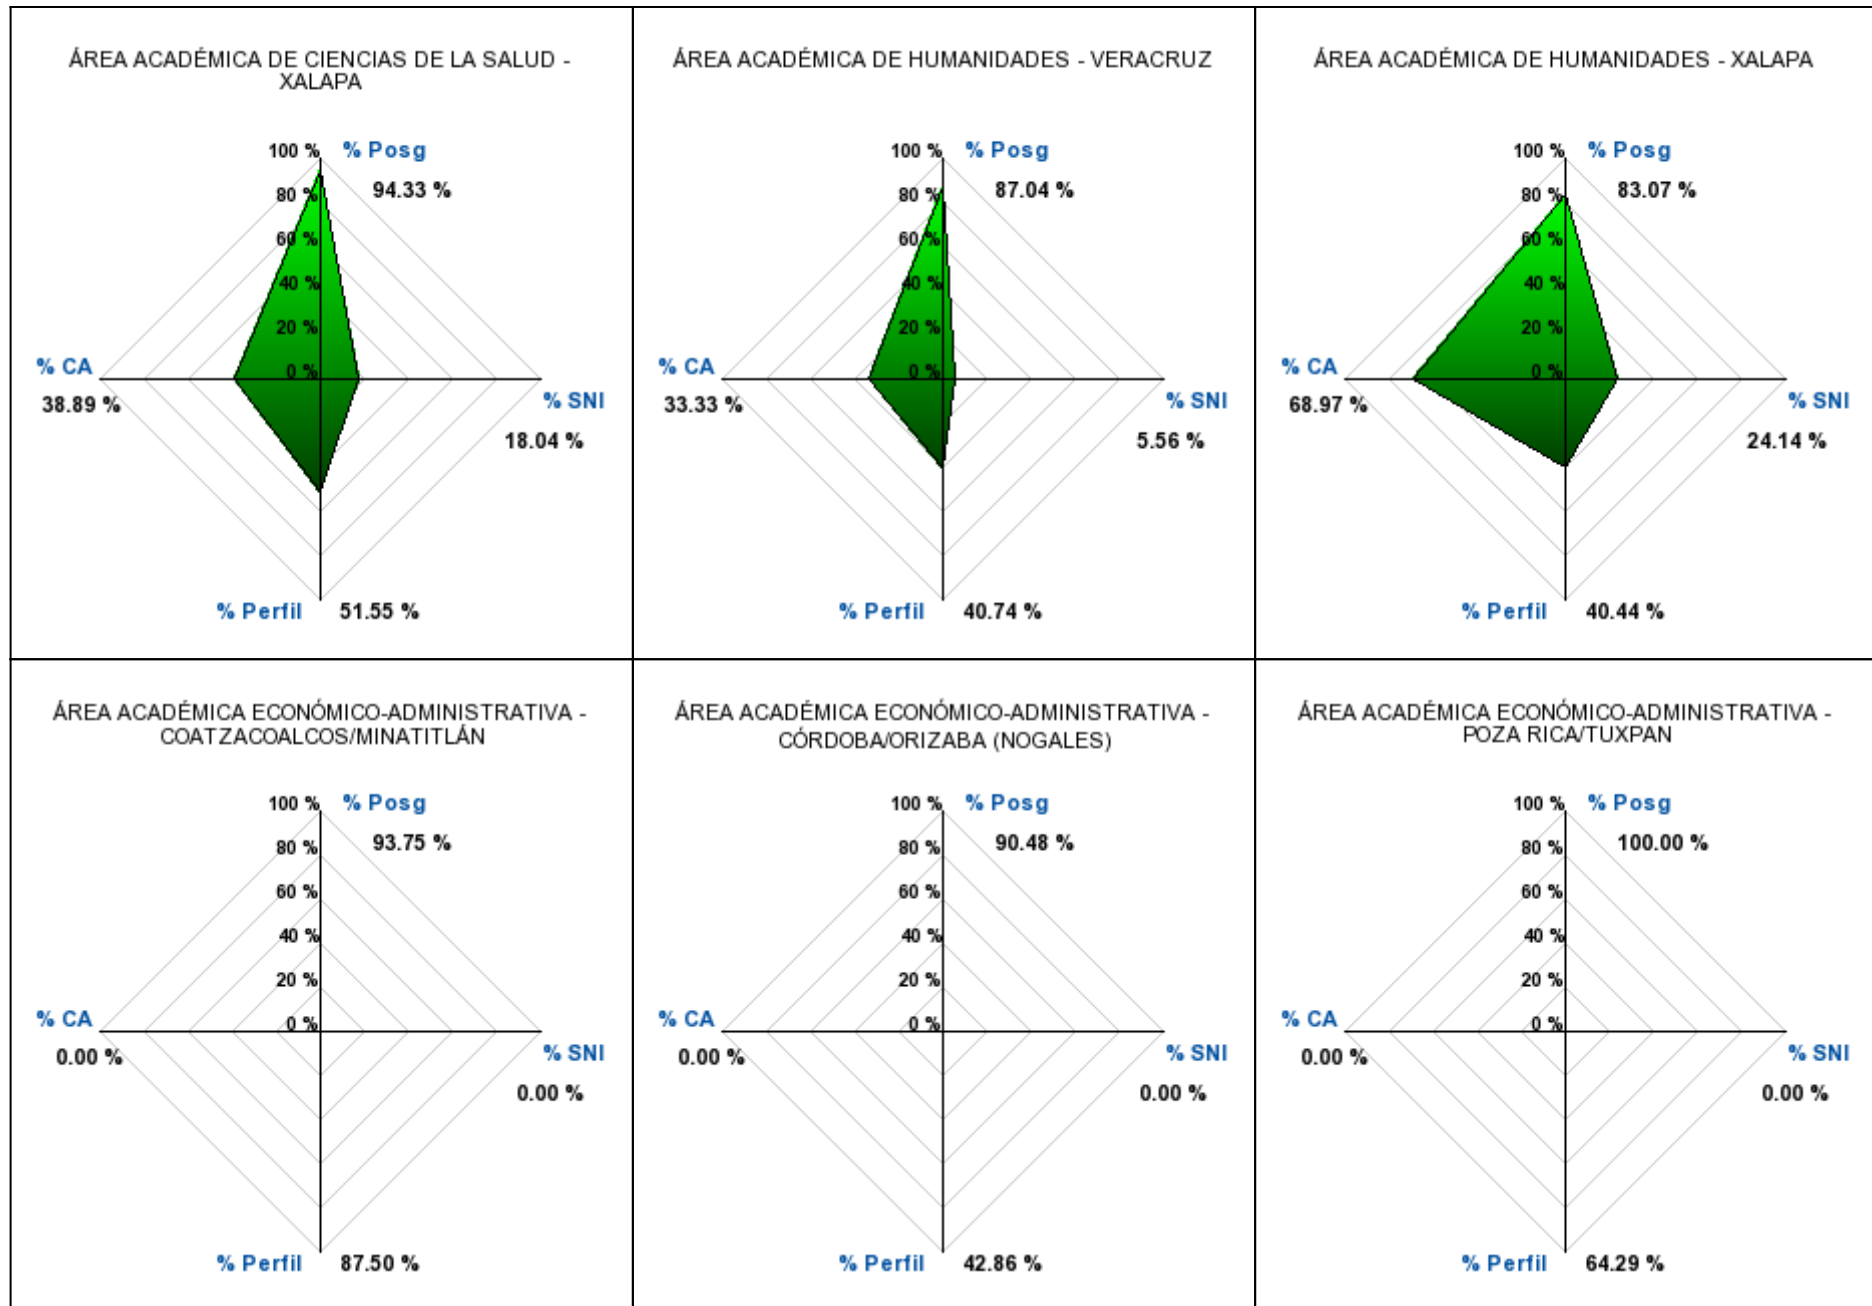 ÁREA ACADÉMICA DE CIENCIAS DE LA SALUD -
XALAPA
100 % % Posg
94.33 %
80 %
60 %
40 %
20 %
0 %
% CA
38.89 %
% SNI
18.04 %
% Perfil 51.55 %
ÁREA ACADÉMICA DE HUMANIDADES - VERACRUZ
100 % % Posg
87.04 %
80 %
60 %
40 %
20 %
0 %
% CA
33.33 %
% SNI
5.56 %
% Perfil 40.74 %
ÁREA ACADÉMICA DE HUMANIDADES - XALAPA
100 % % Posg
83.07 %
80 %
60 %
40 %
20 %
0 %
% CA
68.97 %
% SNI
24.14 %
% Perfil 40.44 %
ÁREA ACADÉMICA ECONÓMICO-ADMINISTRATIVA -
COATZACOALCOS/MINATITLÁN
100 % % Posg
93.75 %
80 %
60 %
40 %
20 %
0 %
% CA
0.00 %
% SNI
0.00 %
% Perfil 87.50 %
ÁREA ACADÉMICA ECONÓMICO-ADMINISTRATIVA -
CÓRDOBA/ORIZABA (NOGALES)
100 % % Posg
90.48 %
80 %
60 %
40 %
20 %
0 %
% CA
0.00 %
% SNI
0.00 %
% Perfil 42.86 %
ÁREA ACADÉMICA ECONÓMICO-ADMINISTRATIVA -
POZA RICA/TUXPAN
100 % % Posg
100.00 %
80 %
60 %
40 %
20 %
0 %
% CA
0.00 %
% SNI
0.00 %
% Perfil 64.29 %